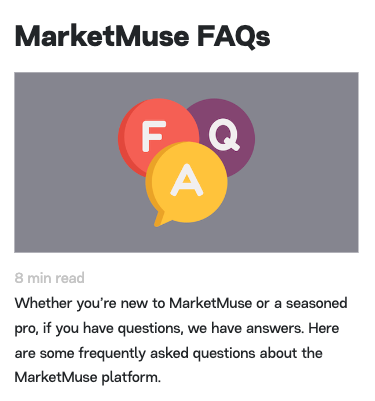 MarketMuse FAQs
F Q
A
8 min read
Whether you're new to MarketMuse or a seasoned
pro, if you have questions, we have answers. Here
are some frequently asked questions about the
MarketMuse platform.